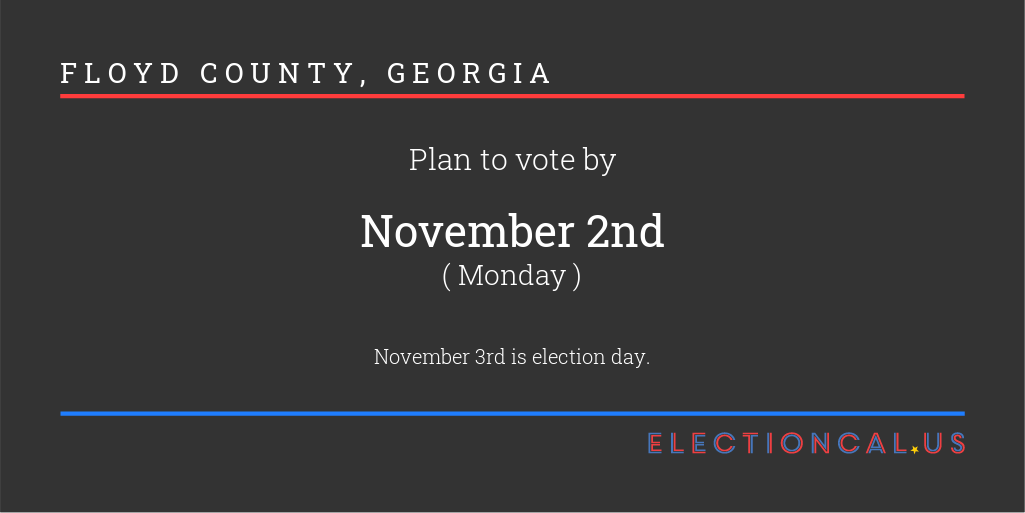 FLOYD COUNTY, GEORGIA
Plan to vote by
November 2nd
( Monday )
November 3rd is election day.
ELECTIONCAL.US